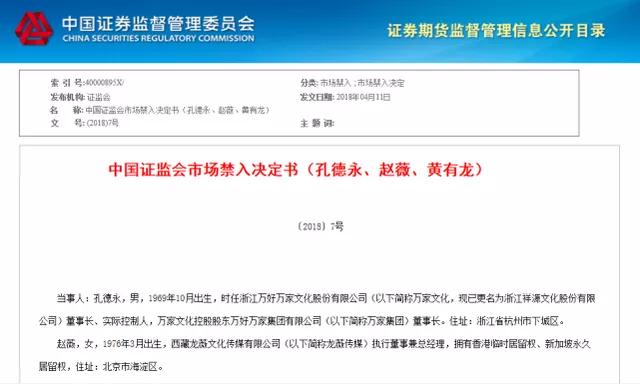 中国证券监督管理委员会
CHINA SECURITIES REGULATORY COMMISSION
证券期货监督管理信息公开目录
索 引 号:40000895X/
分类: 市场禁入 ; 市场禁入决定
发布机构: 证监会
发文日期: 2018年04月11日
名　　称: 中国证监会市场禁入决定书（孔德永、赵薇、黄有龙）
文　　号: (2018)7号
主 题 词:
中国证监会市场禁入决定书（孔德永、赵薇、黄有龙）
〔2018〕7号
当事人：孔德永，男，1969年10月出生，时任浙江万好万家文化股份有限公司（以下简称万家文化，现已更名为浙江祥源文化股份有限
公司）董事长、实际控制人，万家文化控股股东万好万家集团有限公司（以下简称万家集团）董事长。住址：浙江省杭州市下城区。
赵薇，女，1976年3月出生，西藏龙薇文化传媒有限公司（以下简称龙薇传媒）执行董事兼总经理，拥有香港临时居留权、新加坡永久
居留权，住址：北京市海淀区。